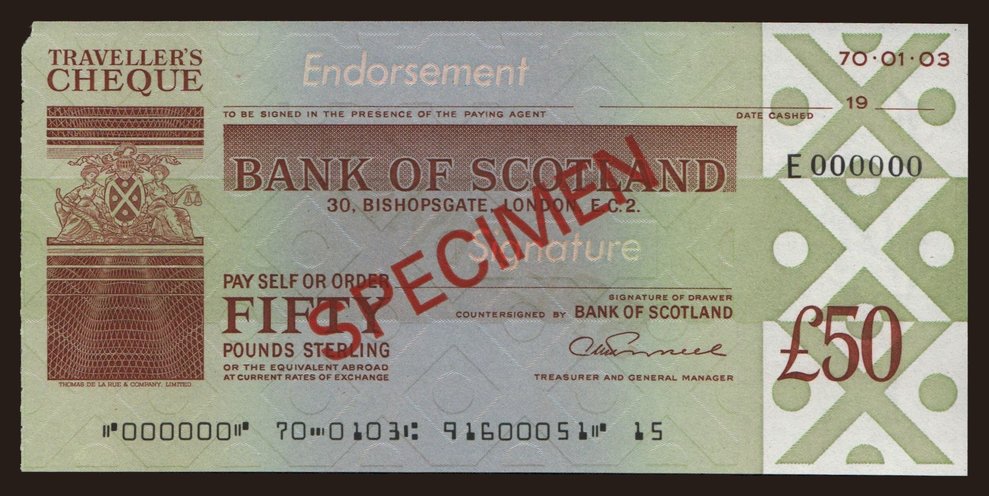 TRAVELLER'S
CHEQUE
Endorsement
70·01·03
TO BE SIGNED IN THE PRESENCE OF THE PAYING AGENT
DATE CASHED
19
E 000000
BANK OF SCOTLAND
30, BISHOPSGATE, LONDON, E.C.2.
SPECIMEN
Signature
PAY SELF OR ORDER
FIFTY
POUNDS STERLING
OR THE EQUIVALENT ABROAD
AT CURRENT RATES OF EXCHANGE
SIGNATURE OF DRAWER
COUNTERSIGNED BY BANK OF SCOTLAND
TREASURER AND GENERAL MANAGER
£50
THOMAS DE LA RUE & COMPANY, LIMITED
⑈000000⑈ 70⑉0103⑆ 91600051⑈ 15